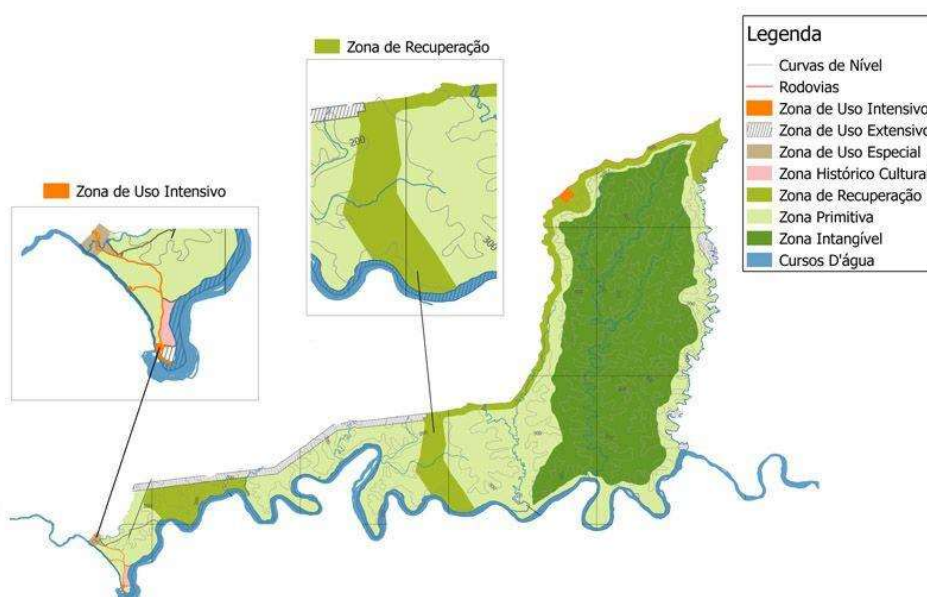 Zona de Recuperação
200
300
Zona de Uso Intensivo
Legenda
Curvas de Nível
Rodovias
Zona de Uso Intensivo
Zona de Uso Extensivo
Zona de Uso Especial
Zona Histórico Cultural
Zona de Recuperação
Zona Primitiva
Zona Intangível
Cursos D'água